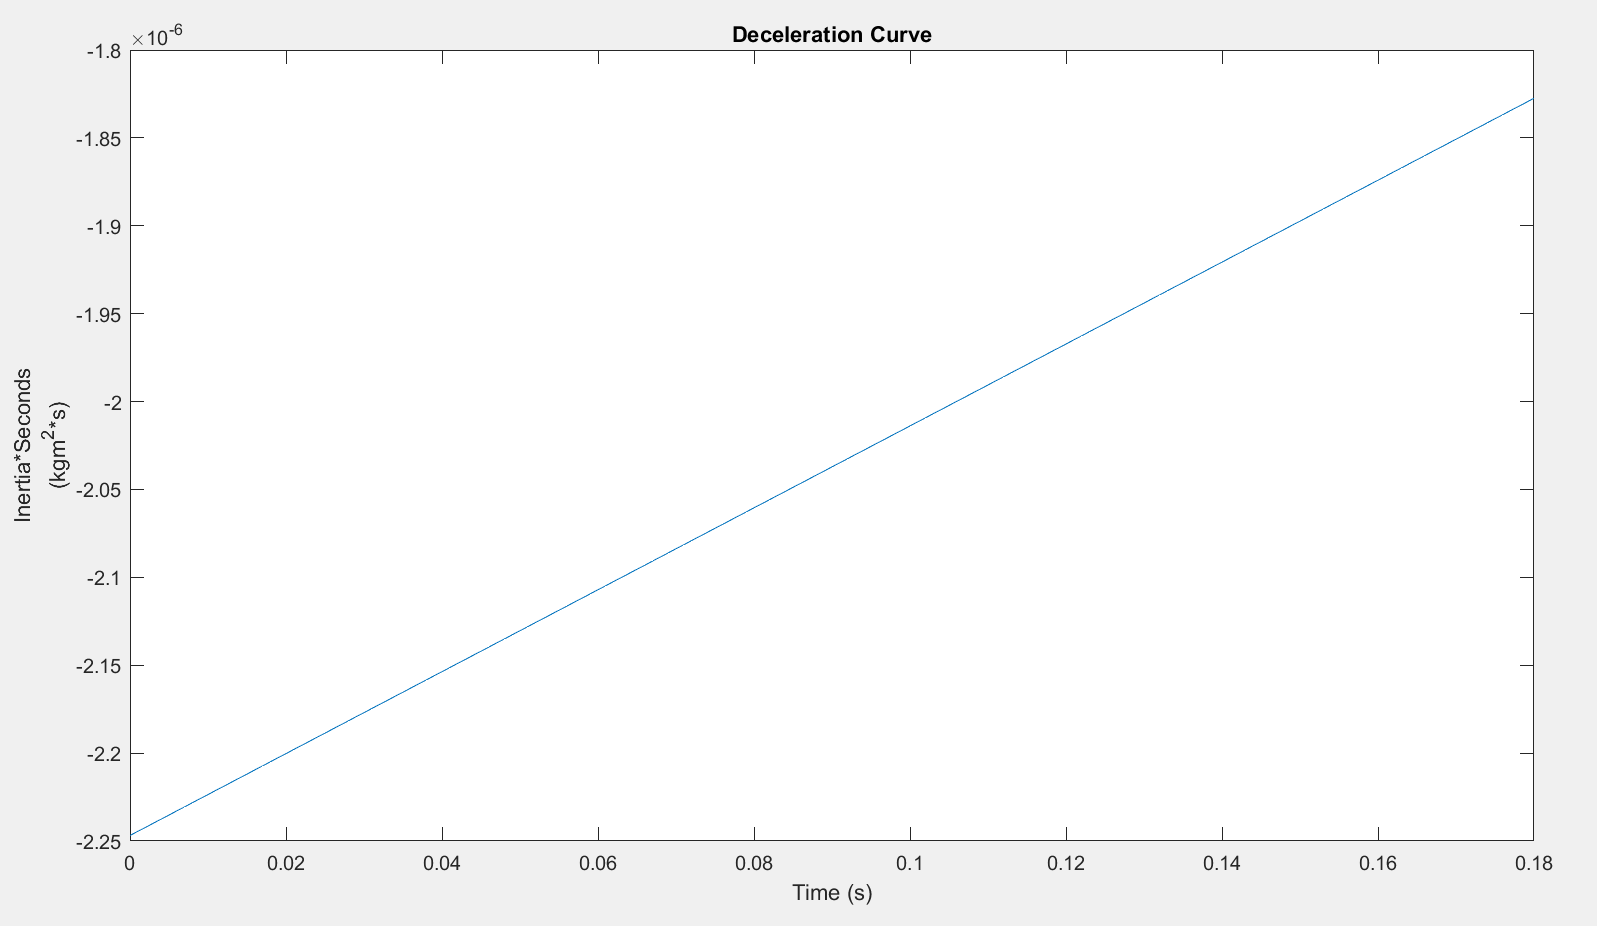 Deceleration Curve
×10-6
-1.8
-1.85
-1.9
-1.95
-2
-2.05
-2.1
-2.15
-2.2
-2.25
Inertia*Seconds
(kgm2*s)
0 0.02 0.04 0.06 0.08 0.1 0.12 0.14 0.16 0.18
Time (s)